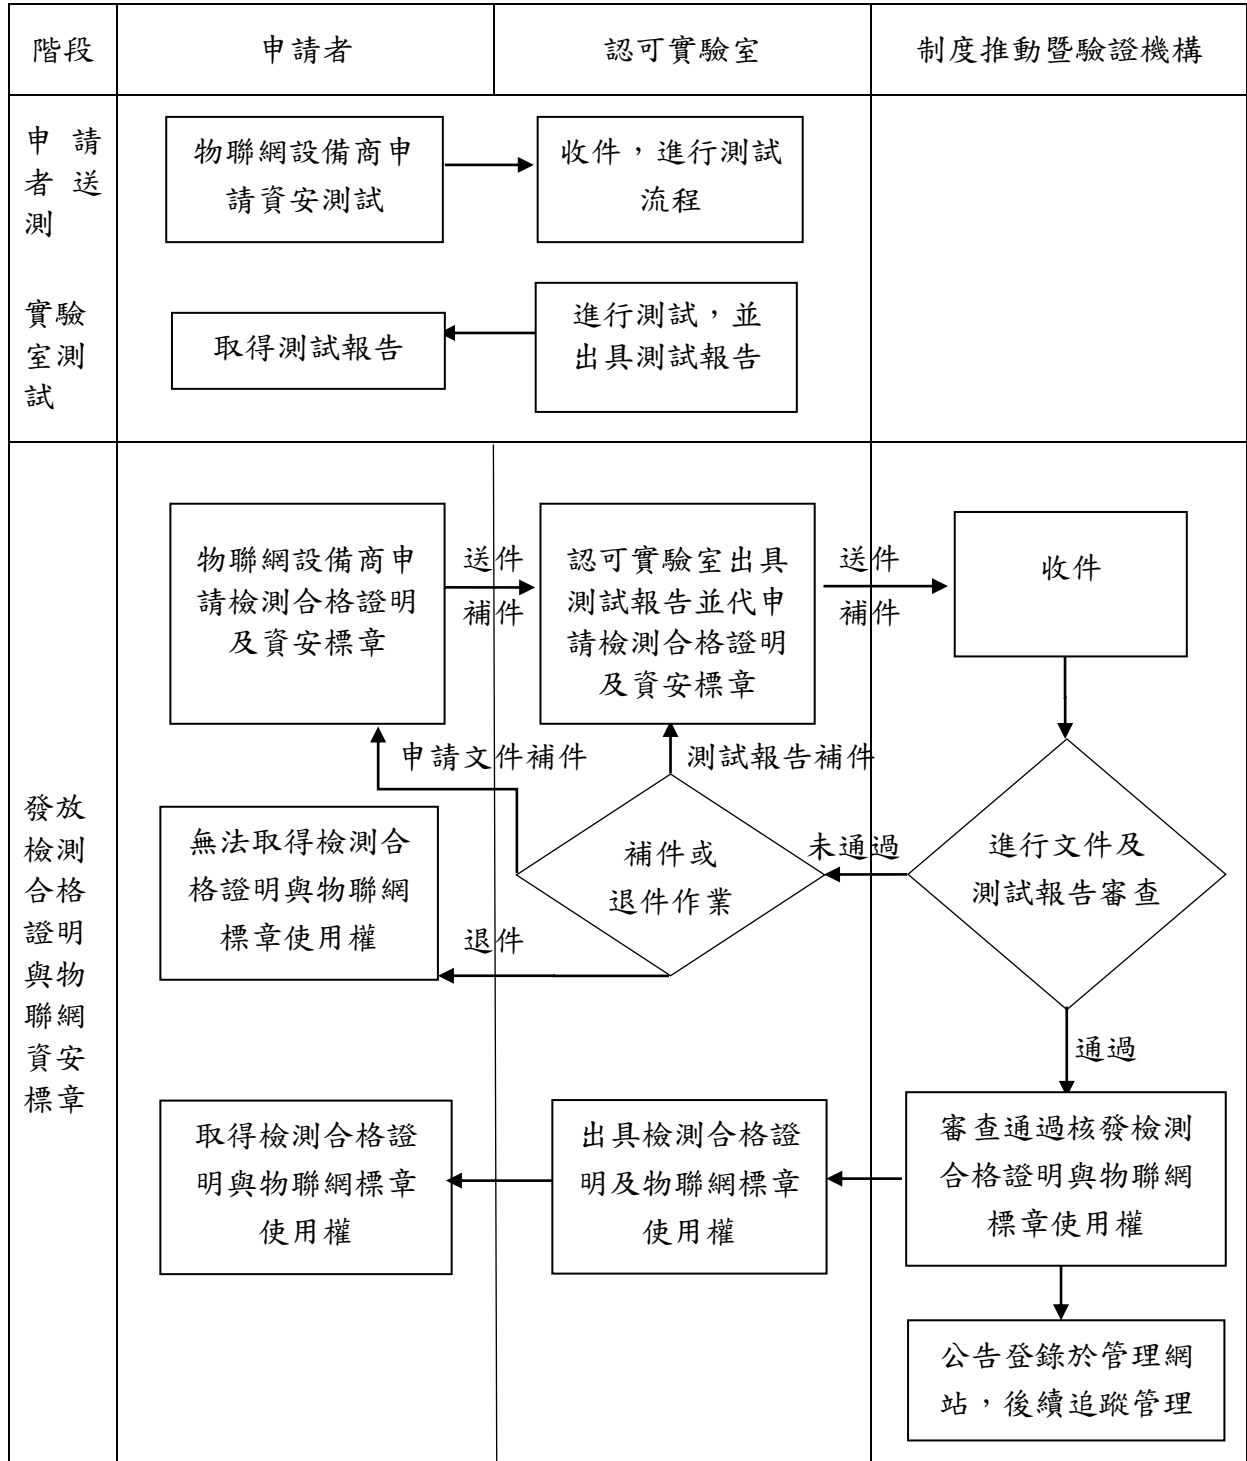 階段
申請者
認可實驗室
制度推動暨驗證機構
申 請
者 送
測
物聯網設備商申
請資安測試
收件，進行測試
流程
實驗
室測
試
取得測試報告
進行測試，並
出具測試報告
發放
檢測
合格
證明
與物
聯網
資安
標章
物聯網設備商申
請檢測合格證明
及資安標章
送件
補件
認可實驗室出具
測試報告並代申
請檢測合格證明
及資安標章
送件
補件
收件
申請文件補件
測試報告補件
無法取得檢測合
格證明與物聯網
標章使用權
退件
補件或
退件作業
未通過
進行文件及
測試報告審查
通過
取得檢測合格證
明與物聯網標章
使用權
出具檢測合格證
明及物聯網標章
使用權
審查通過核發檢測
合格證明與物聯網
標章使用權
公告登錄於管理網
站，後續追蹤管理